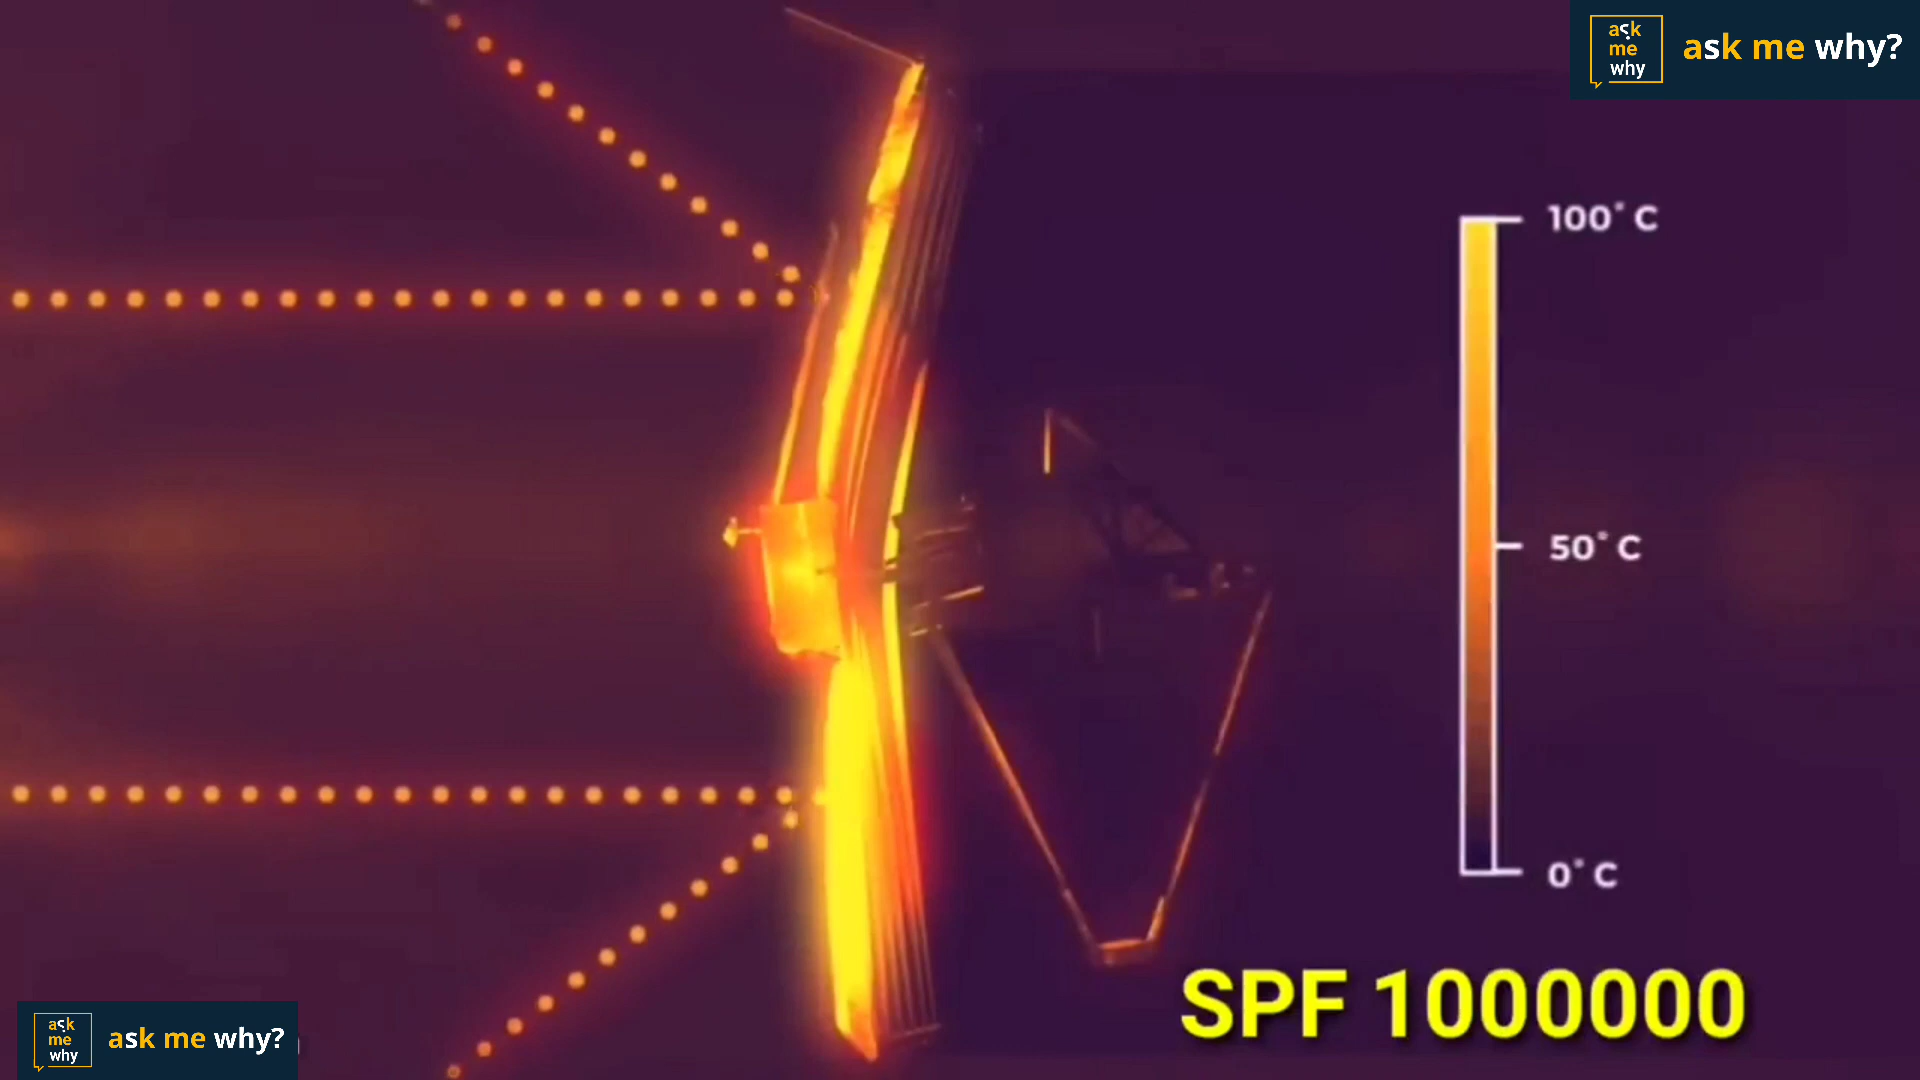 ask
me
why
ask me why?
100° C
50° C
0° C
SPF 1000000
ask
me
why
ask me why?